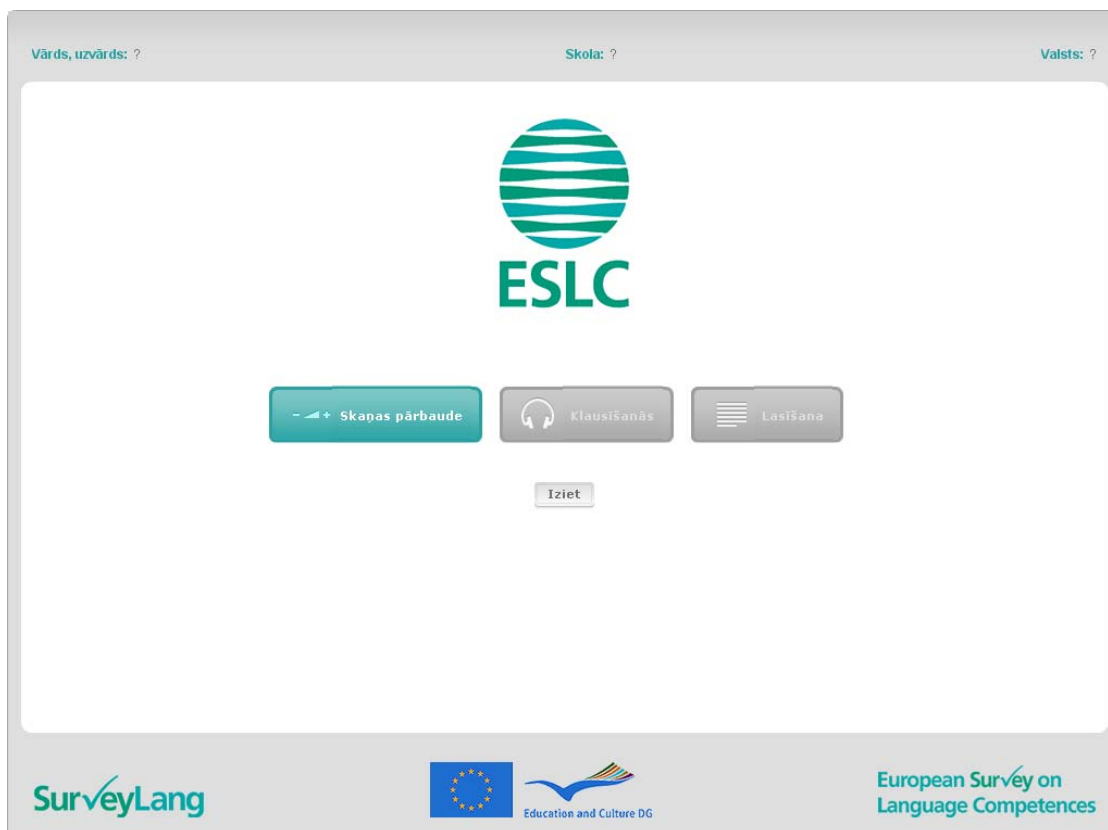 Vārds, uzvārds: ?
Skola: ?
Valsts: ?
ESLC
- + Skaņas pārbaude
Klausīšanās
Lasīšana
Iziet
SurveyLang
Education and Culture DG
European Survey on
Language Competences